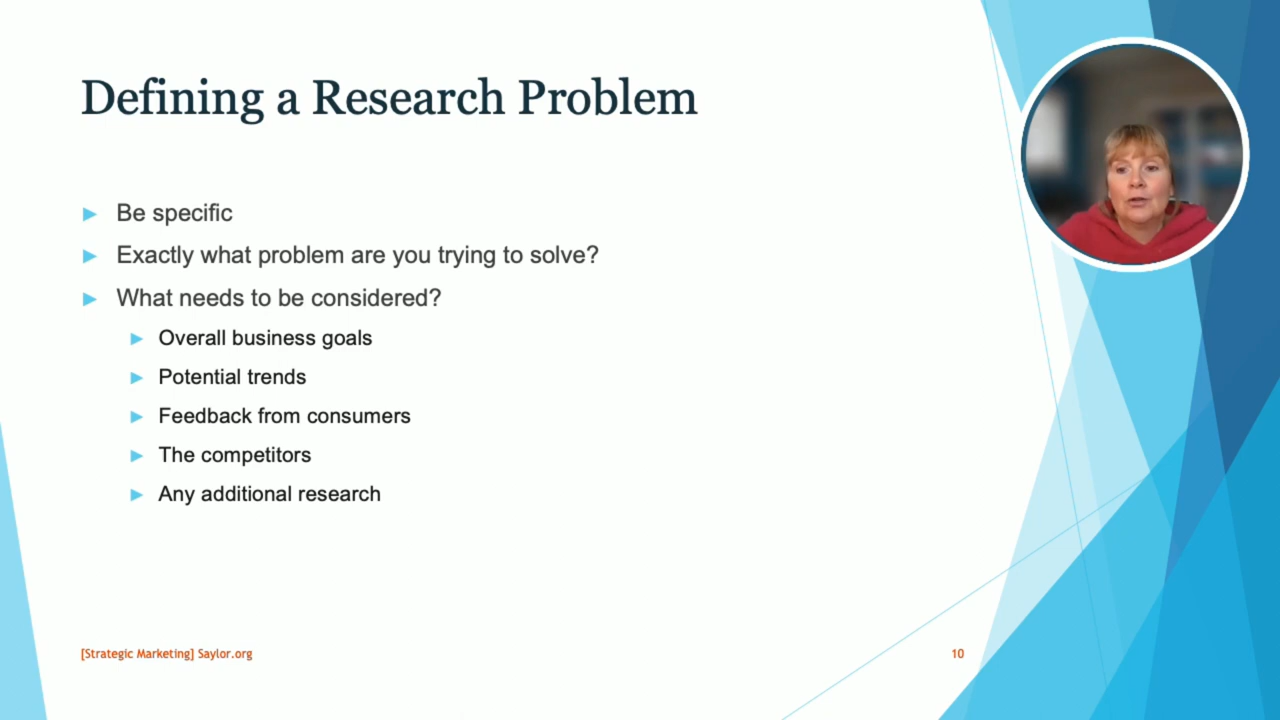 Defining a Research Problem
Be specific
Exactly what problem are you trying to solve?
What needs to be considered?
Overall business goals
Potential trends
Feedback from consumers
The competitors
Any additional research
[Strategic Marketing] Saylor.org
10